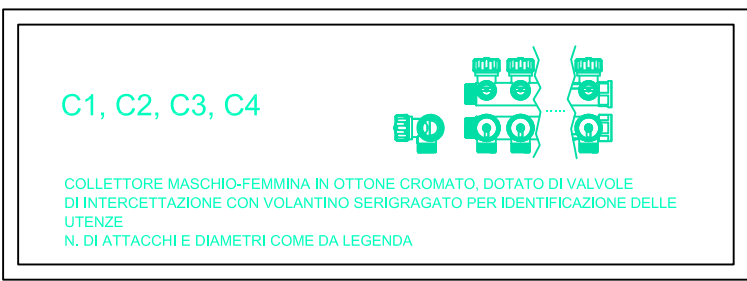 C1, C2, C3, C4
COLLETTORE MASCHIO-FEMMINA IN OTTONE CROMATO, DOTATO DI VALVOLE
DI INTERCETTAZIONE CON VOLANTINO SERIGRAGATO PER IDENTIFICAZIONE DELLE
UTENZE
N. DI ATTACCHI E DIAMETRI COME DA LEGENDA